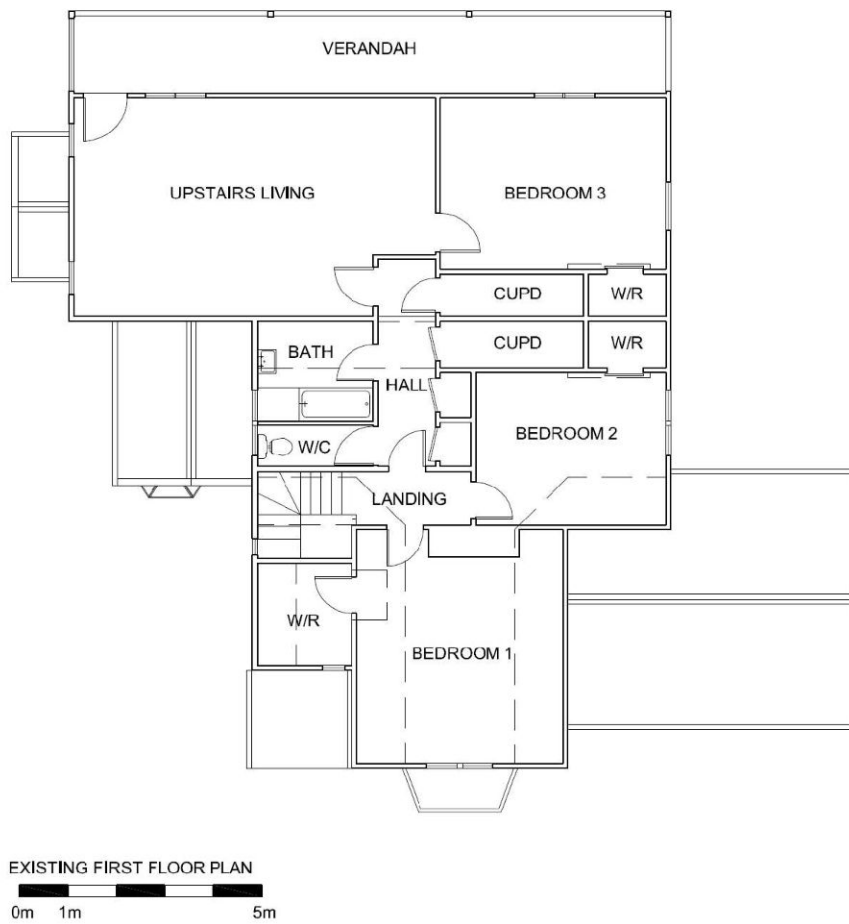 VERANDAH
UPSTAIRS LIVING
BEDROOM 3
CUPD
W/R
CUPD
W/R
BATH
HALL
BEDROOM 2
W/C
LANDING
W/R
BEDROOM 1
EXISTING FIRST FLOOR PLAN
0m 1m 5m